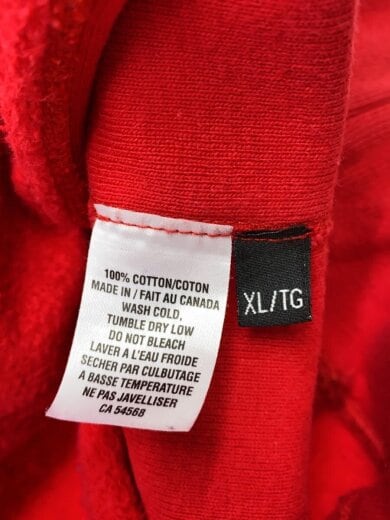 100% COTTON/COTON
MADE IN / FAIT AU CANADA
WASH COLD,
TUMBLE DRY LOW
DO NOT BLEACH
LAVER A L'EAU FROIDE
SECHER PAR CULBUTAGE
A BASSE TEMPERATURE
NE PAS JAVELLISER
CA 54568
XL/TG